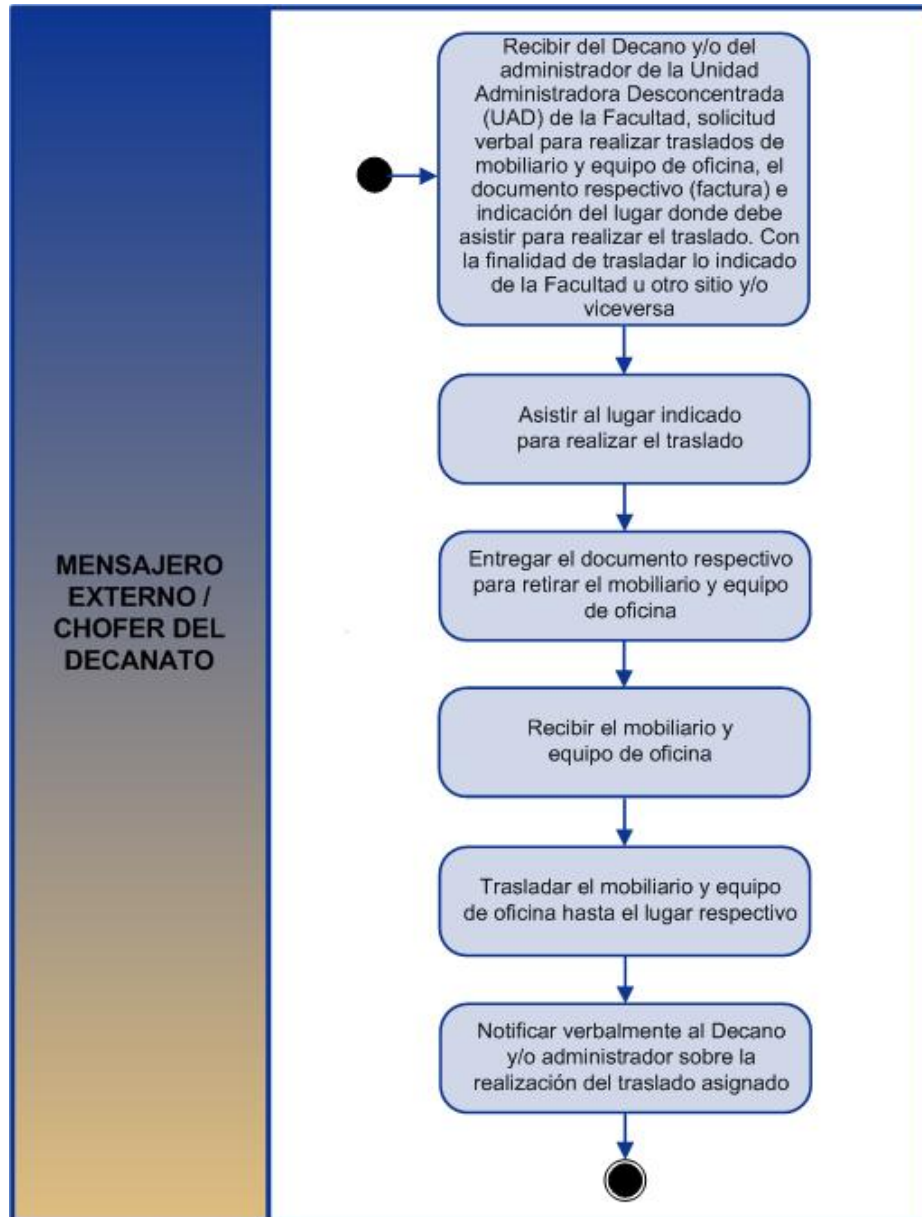 Recibir del Decano y/o del
administrador de la Unidad
Administradora Desconcentrada
(UAD) de la Facultad, solicitud
verbal para realizar traslados de
mobiliario y equipo de oficina, el
documento respectivo (factura) e
indicación del lugar donde debe
asistir para realizar el traslado. Con
la finalidad de trasladar lo indicado
de la Facultad u otro sitio y/o
viceversa
Asistir al lugar indicado
para realizar el traslado
MENSAJERO
EXTERNO /
CHOFER DEL
DECANATO
Entregar el documento respectivo
para retirar el mobiliario y equipo
de oficina
Recibir el mobiliario y
equipo de oficina
Trasladar el mobiliario y equipo
de oficina hasta el lugar respectivo
Notificar verbalmente al Decano
y/o administrador sobre la
realización del traslado asignado